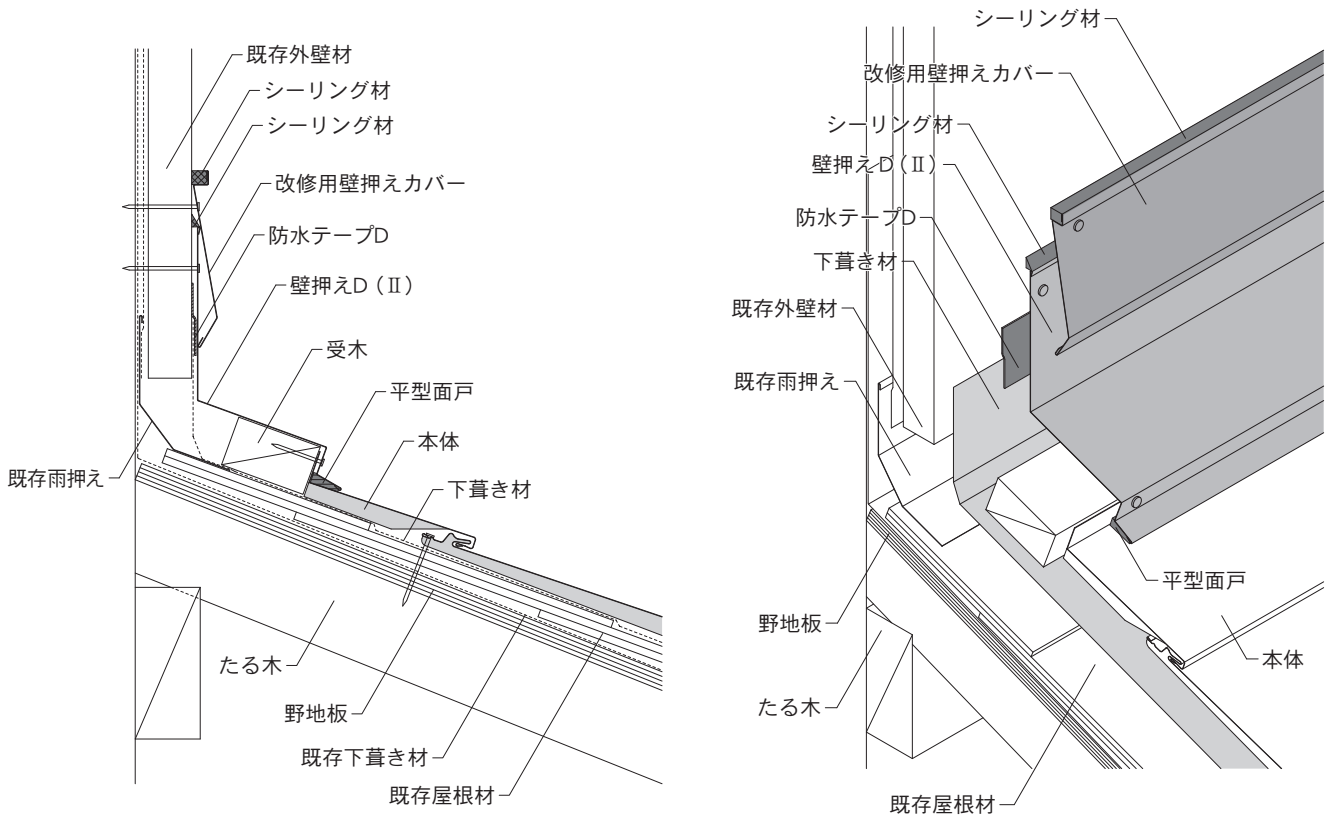 既存外壁材
シーリング材
シーリング材
改修用壁押えカバー
防水テープD
壁押えD（Ⅱ）
受木
平型面戸
本体
既存雨押え
下葺き材
たる木
野地板
既存下葺き材
既存屋根材
シーリング材
改修用壁押えカバー
シーリング材
壁押えD（Ⅱ）
防水テープD
下葺き材
既存外壁材
既存雨押え
平型面戸
野地板
本体
たる木
既存屋根材